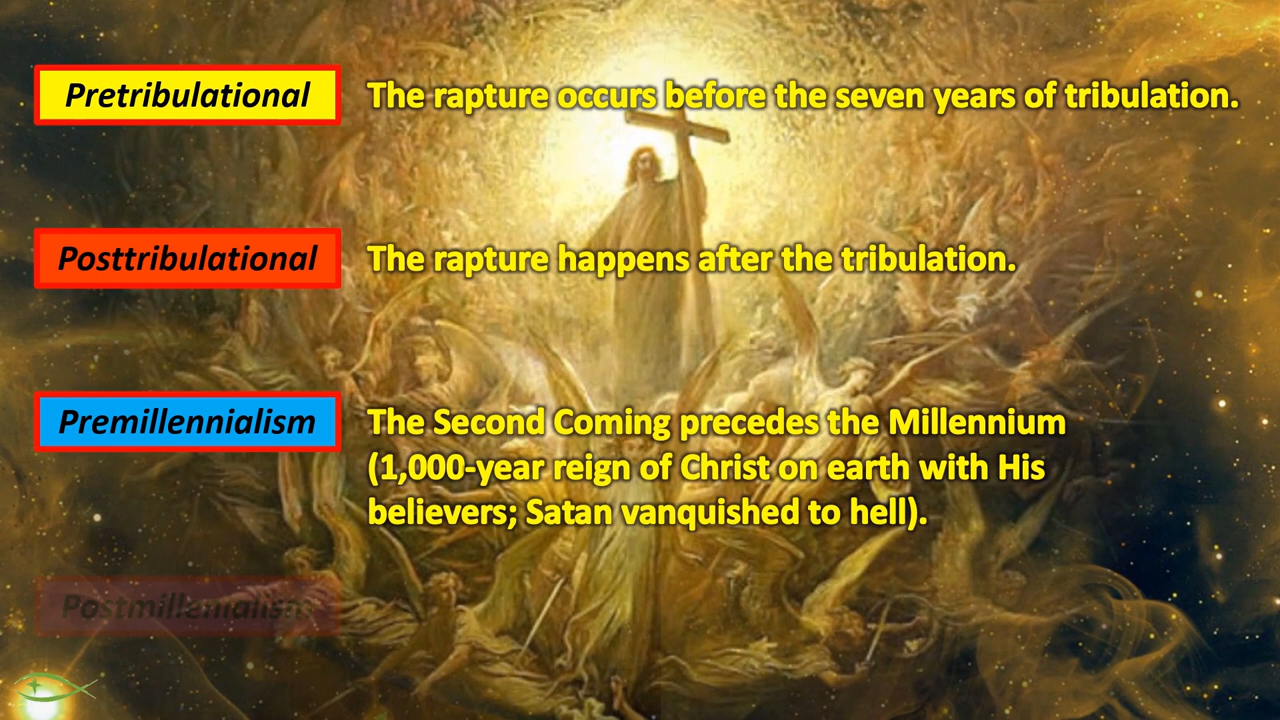 Pretribulational
The rapture occurs before the seven years of tribulation.
Posttribulational
The rapture happens after the tribulation.
Premillennialism
The Second Coming precedes the Millennium
(1,000-year reign of Christ on earth with His
believers; Satan vanquished to hell).
Postmillenialism